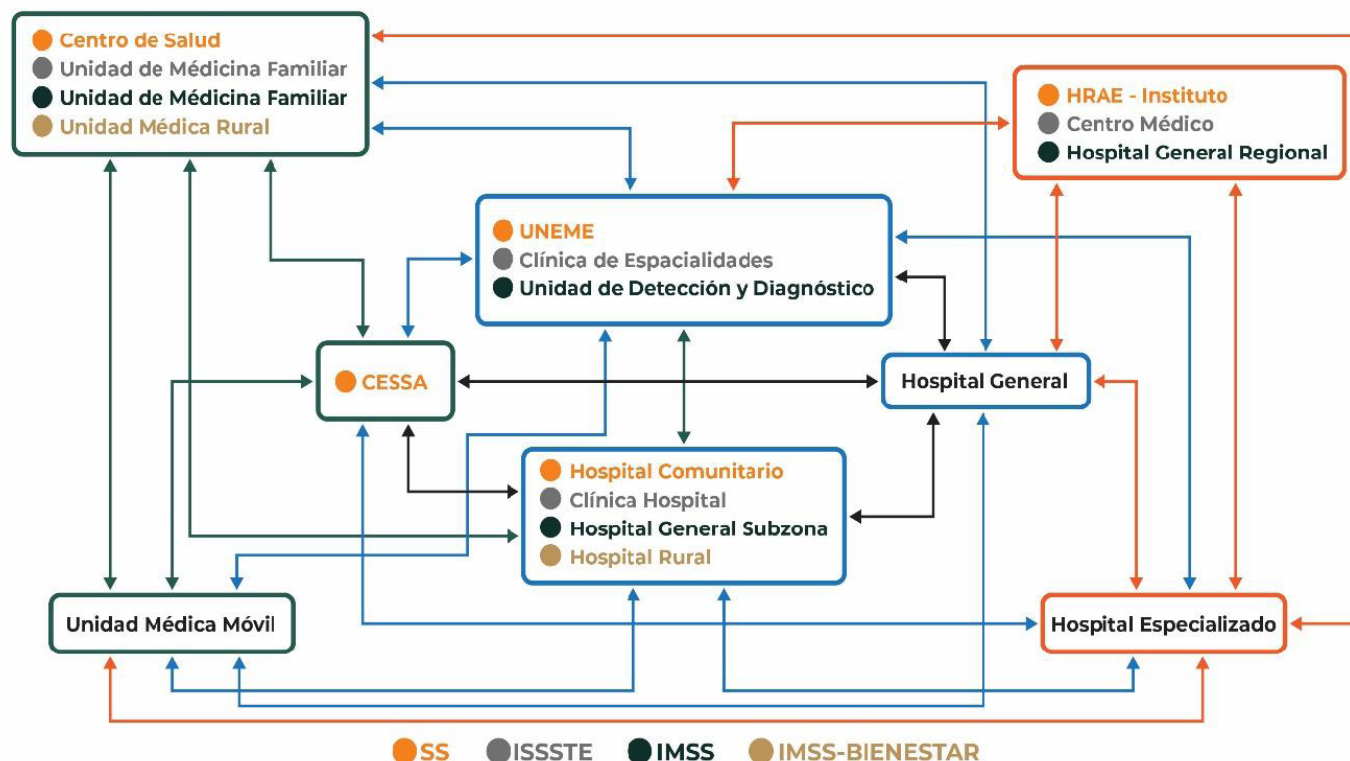 Centro de Salud
Unidad de Médicina Familiar
Unidad de Médicina Familiar
Unidad Médica Rural
HRAE - Instituto
Centro Médico
Hospital General Regional
UNEME
Clínica de Espacialidades
Unidad de Detección y Diagnóstico
CESSA
Hospital General
Hospital Comunitario
Clínica Hospital
Hospital General Subzona
Hospital Rural
Unidad Médica Móvil
Hospital Especializado
SS ISSSTE IMSS IMSS-BIENESTAR